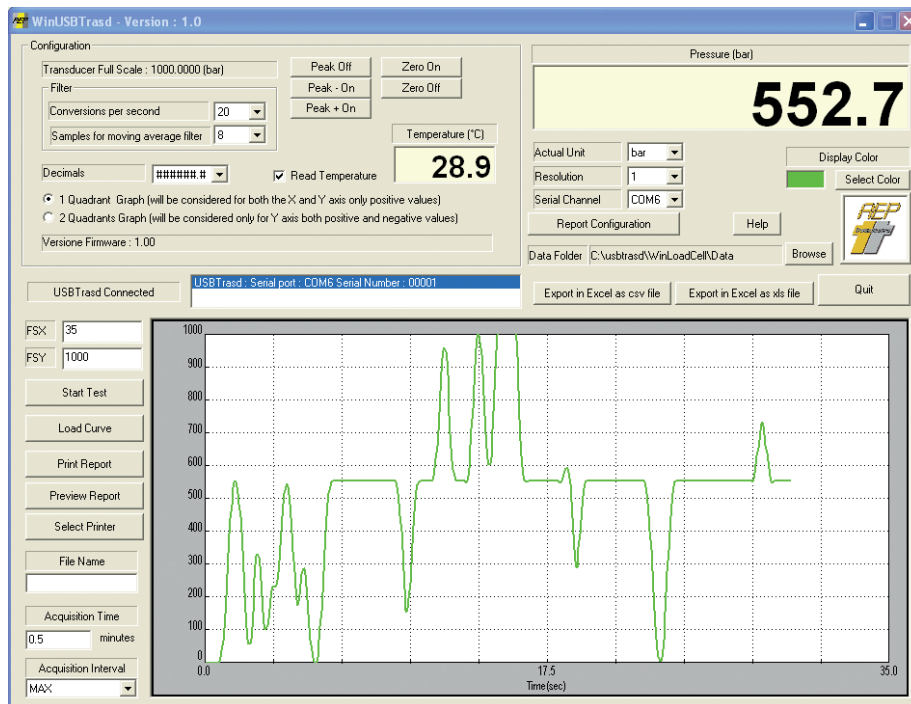 WinUSBTrasd - Version : 1.0
Configuration
Transducer Full Scale : 1000.0000 (bar)
Peak Off
Zero On
Filter
Peak - On
Zero Off
Conversions per second
20
Peak + On
Samples for moving average filter
8
Temperature (°C)
28.9
Decimals
######.#
Read Temperature
1 Quadrant Graph (will be considered for both the X and Y axis only positive values)
2 Quadrants Graph (will be considered only for Y axis both positive and negative values)
Versione Firmware : 1.00
Pressure (bar)
552.7
Actual Unit
bar
Display Color
Resolution
1
Select Color
Serial Channel
COM6
Report Configuration
Help
AEP
Data Folder
C:\usbtrasd\WinLoadCell\Data
Browse
USBTrasd Connected
USBTrasd : Serial port : COM6 Serial Number : 00001
Export in Excel as csv file
Export in Excel as xls file
Quit
FSX
35
FSY
1000
Start Test
Load Curve
Print Report
Preview Report
Select Printer
File Name
Acquisition Time
0.5
minutes
Acquisition Interval
MAX
1000
900
800
700
600
500
400
300
200
100
0
0.0
17.5
35.0
Time(sec)